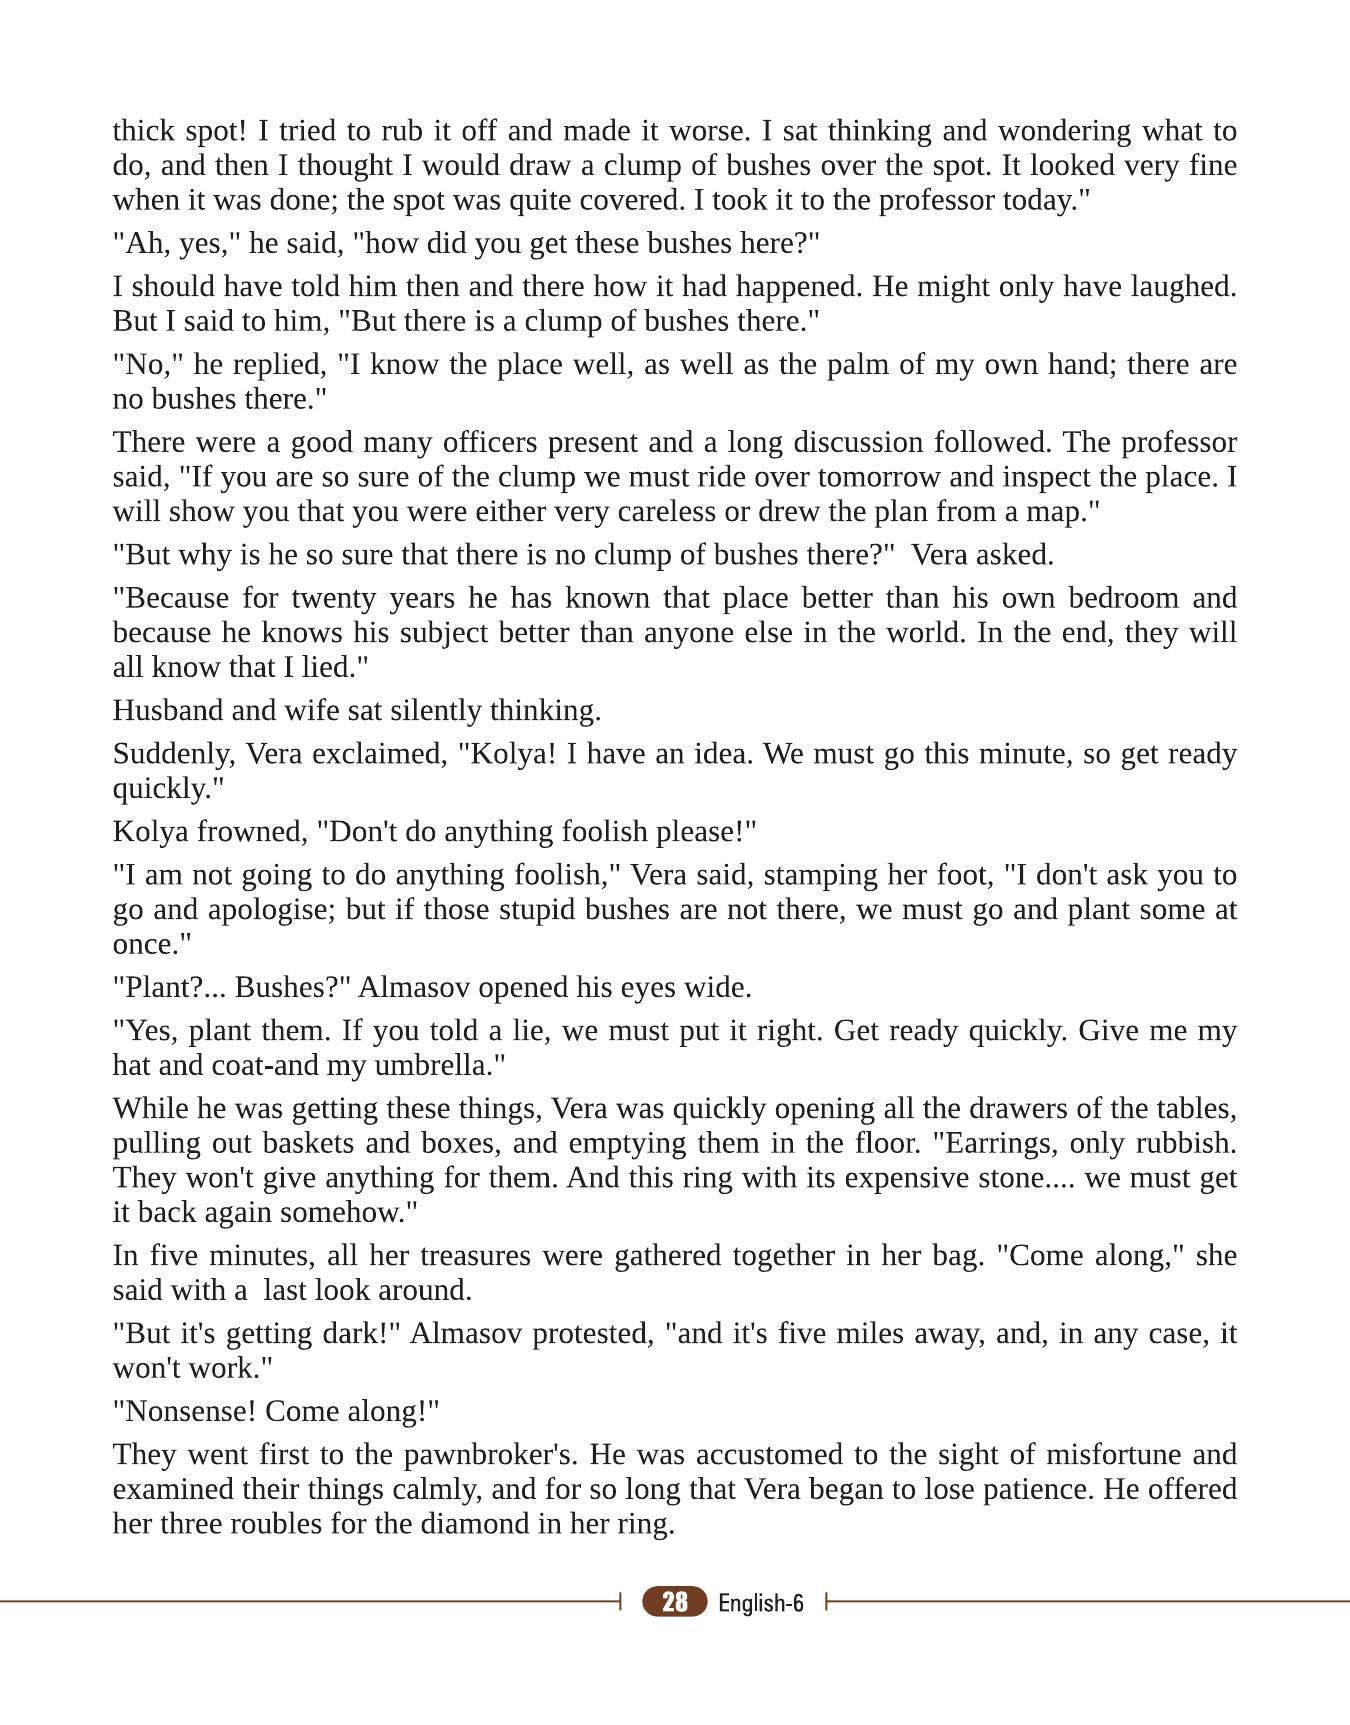 thick spot! I tried to rub it off and made it worse. I sat thinking and wondering what to
do, and then I thought I would draw a clump of bushes over the spot. It looked very fine
when it was done; the spot was quite covered. I took it to the professor today."
"Ah, yes," he said, "how did you get these bushes here?"
I should have told him then and there how it had happened. He might only have laughed.
But I said to him, "But there is a clump of bushes there."
"No," he replied, "I know the place well, as well as the palm of my own hand; there are
no bushes there."
There were a good many officers present and a long discussion followed. The professor
said, "If you are so sure of the clump we must ride over tomorrow and inspect the place. I
will show you that you were either very careless or drew the plan from a map."
"But why is he so sure that there is no clump of bushes there?"  Vera asked.
"Because for twenty years he has known that place better than his own bedroom and
because he knows his subject better than anyone else in the world. In the end, they will
all know that I lied."
Husband and wife sat silently thinking.
Suddenly, Vera exclaimed, "Kolya! I have an idea. We must go this minute, so get ready
quickly."
Kolya frowned, "Don't do anything foolish please!"
"I am not going to do anything foolish," Vera said, stamping her foot, "I don't ask you to
go and apologise; but if those stupid bushes are not there, we must go and plant some at
once."
"Plant?... Bushes?" Almasov opened his eyes wide.
"Yes, plant them. If you told a lie, we must put it right. Get ready quickly. Give me my
hat and coat-and my umbrella."
While he was getting these things, Vera was quickly opening all the drawers of the tables,
pulling out baskets and boxes, and emptying them in the floor. "Earrings, only rubbish.
They won't give anything for them. And this ring with its expensive stone.... we must get
it back again somehow."
In five minutes, all her treasures were gathered together in her bag. "Come along," she
said with a  last look around.
"But it's getting dark!" Almasov protested, "and it's five miles away, and, in any case, it
won't work."
"Nonsense! Come along!"
They went first to the pawnbroker's. He was accustomed to the sight of misfortune and
examined their things calmly, and for so long that Vera began to lose patience. He offered
her three roubles for the diamond in her ring.
28 English-6